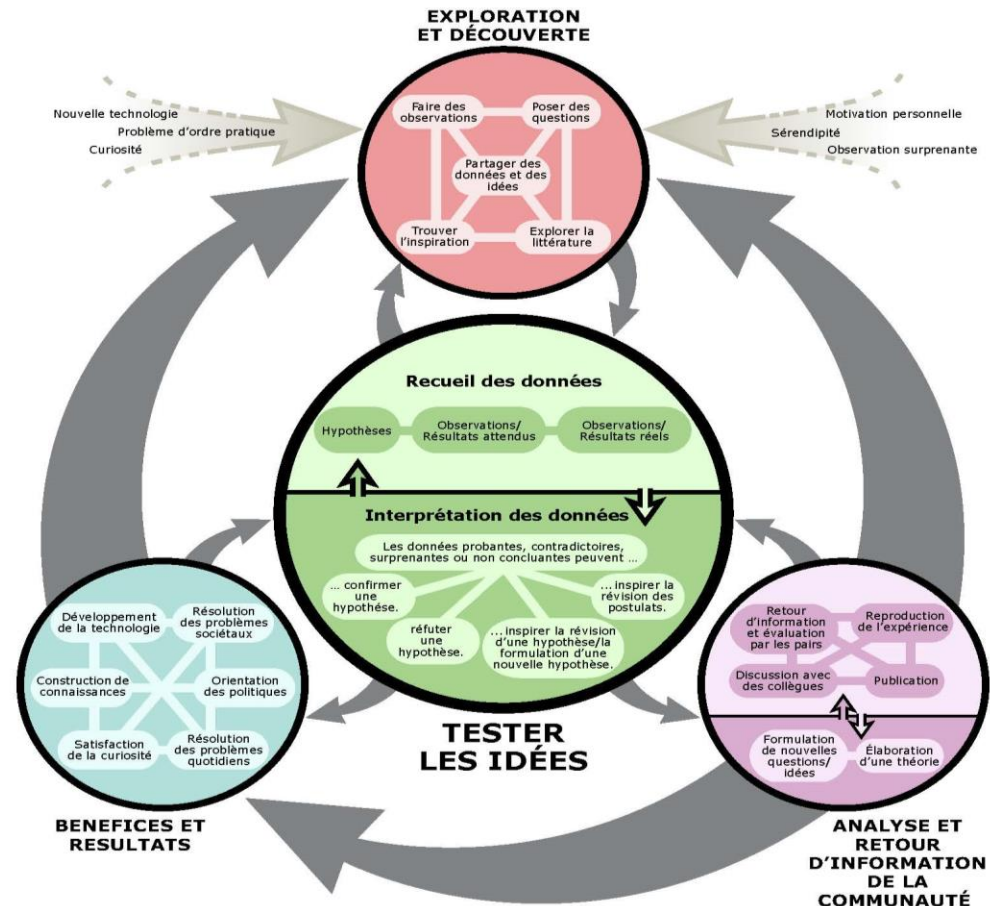 EXPLORATION
ET DÉCOUVERTE
Nouvelle technologie
Problème d'ordre pratique
Curiosité
Motivation personnelle
Sérendipité
Observation surprenante
Faire des
observations
Poser des
questions
Partager des
données et des
idées
Trouver
l'inspiration
Explorer la
littérature
Recueil des données
Hypothèses
Observations/
Résultats attendus
Observations/
Résultats réels
Interprétation des données
Les données probantes, contradictoires,
surprenantes ou non concluantes peuvent ...
... confirmer
une
hypothése.
réfuter
une
hypothèse.
... inspirer la révision
d'une hypothèse/la
formulation d'une
nouvelle hypothèse.
... inspirer la
révision des
postulats.
TESTER
LES IDÉES
Développement
de la technologie
Résolution
des problèmes
sociétaux
Construction de
connaissances
Orientation
des politiques
Satisfaction
de la curiosité
Résolution
des problèmes
quotidiens
BENEFICES ET
RESULTATS
Retour
d'information
et évaluation
par les pairs
Reproduction
de l'expérience
Discussion avec
des collègues
Publication
Formulation
de nouvelles
questions/
idées
Élaboration
d'une théorie
ANALYSE ET
RETOUR
D'INFORMATION
DE LA
COMMUNAUTÉ